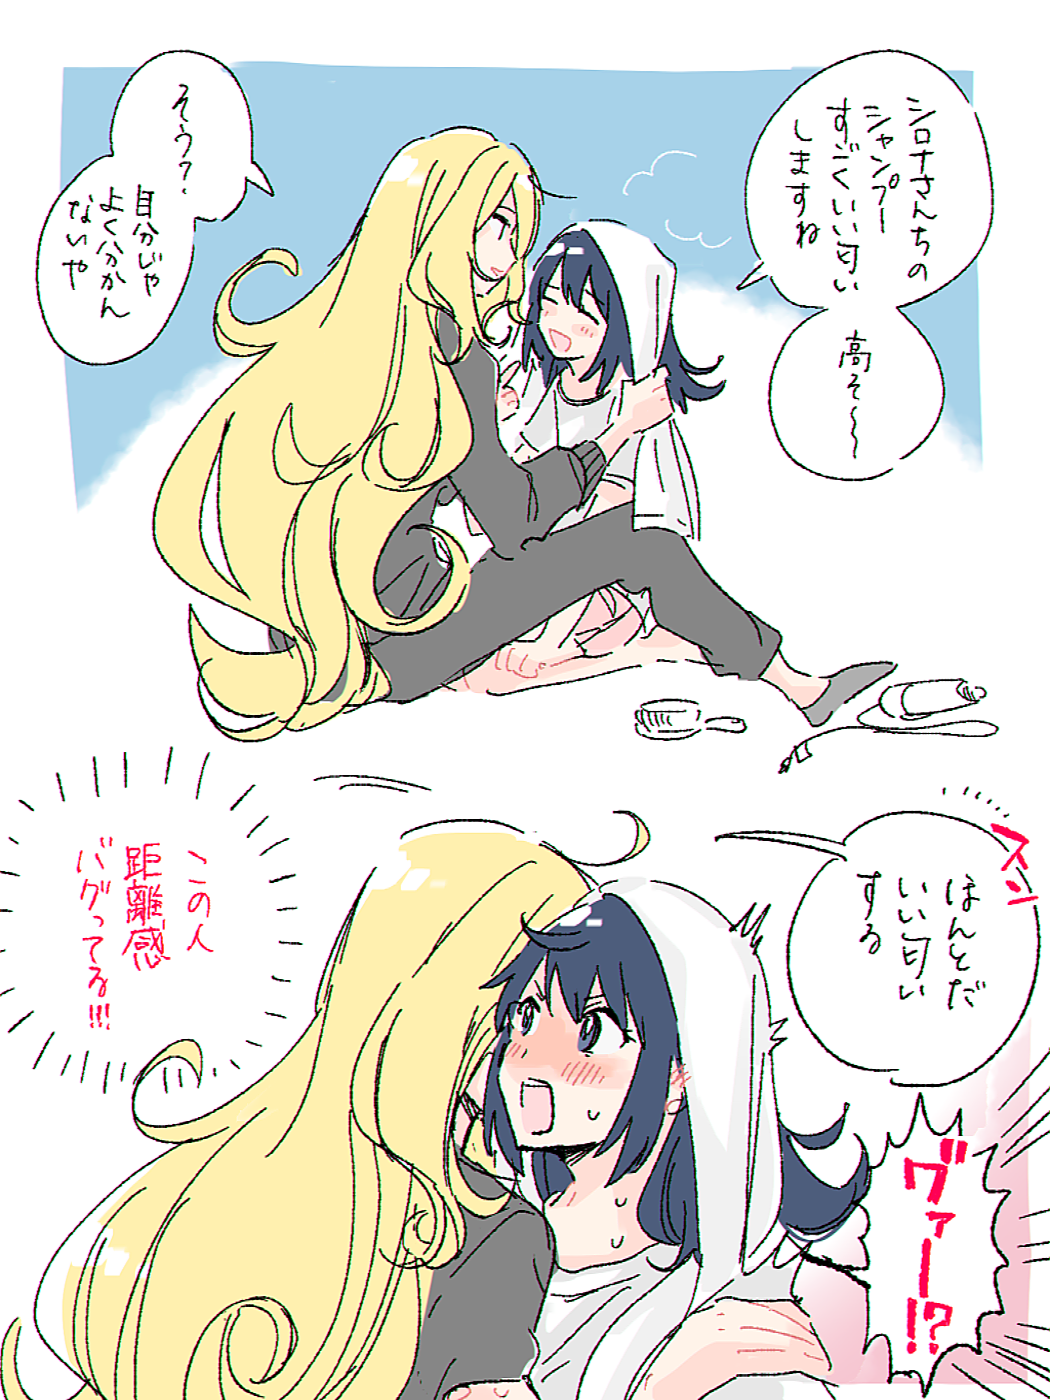 シロナさんちの
シャンプー
すごくいい匂い
しますね
高そ〜〜
そう?
自分じゃ
よく分かん
ないや
スン
ほんとだ
いい匂い
する
ヴァー!?
この人
距離感
バグってる!!!